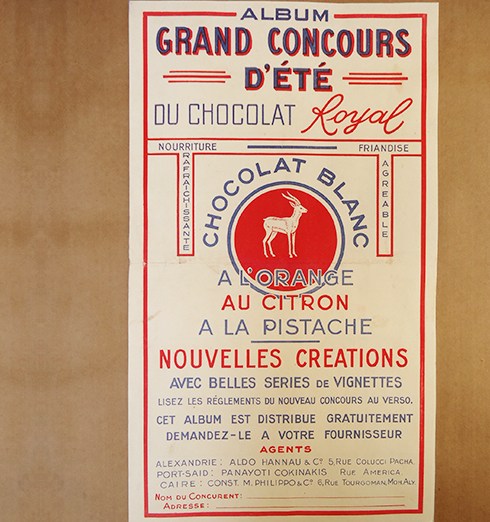 ALBUM
GRAND CONCOURS
D'ÉTÉ
DU CHOCOLAT Royal
NOURRITURE FRIANDISE
RAFRAICHISSANTE
AGREABLE
CHOCOLAT BLANC
A L'ORANGE
AU CITRON
A LA PISTACHE
NOUVELLES CREATIONS
AVEC BELLES SERIES DE VIGNETTES
LISEZ LES RÉGLEMENTS DU NOUVEAU CONCOURS AU VERSO.
CET ALBUM EST DISTRIBUE GRATUITEMENT
DEMANDEZ-LE A VOTRE FOURNISSEUR
AGENTS
ALEXANDRIE: ALDO HANNAU & Cº 5, RUE COLUCCI PACHA
PORT-SAID: PANAYOTI COKINAKIS RUE AMERICA.
CAIRE: CONST. M. PHILIPPO & Cº 6, RUE TOURGOMAN, MOH.ALY.
NOM DU CONCURENT:
ADRESSE: